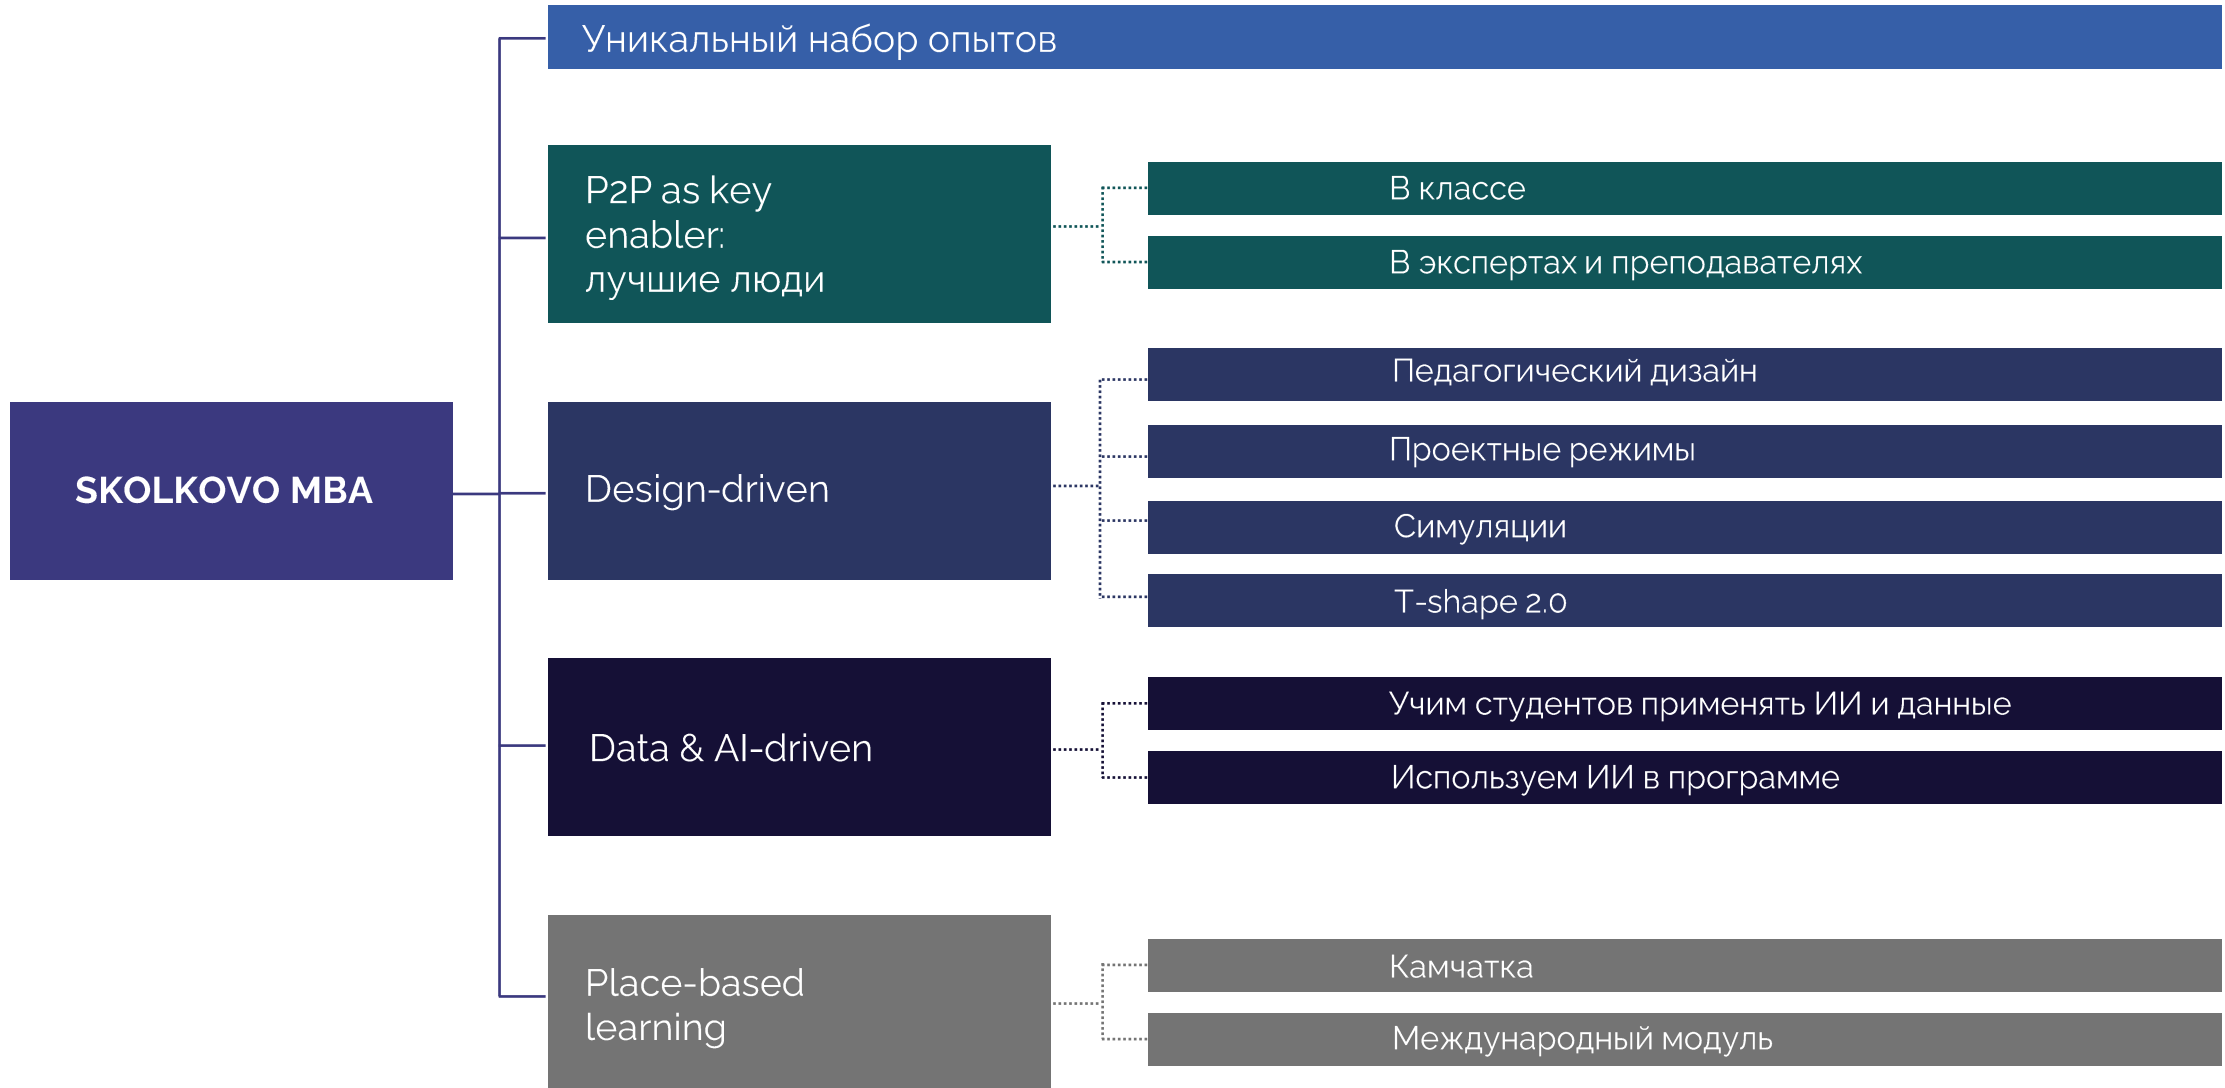 Уникальный набор опытов
P2P as key
enabler:
лучшие люди
В классе
В экспертах и преподавателях
SKOLKOVO MBA
Design-driven
Педагогический дизайн
Проектные режимы
Симуляции
T-shape 2.0
Data & AI-driven
Учим студентов применять ИИ и данные
Используем ИИ в программе
Place-based
learning
Камчатка
Международный модуль